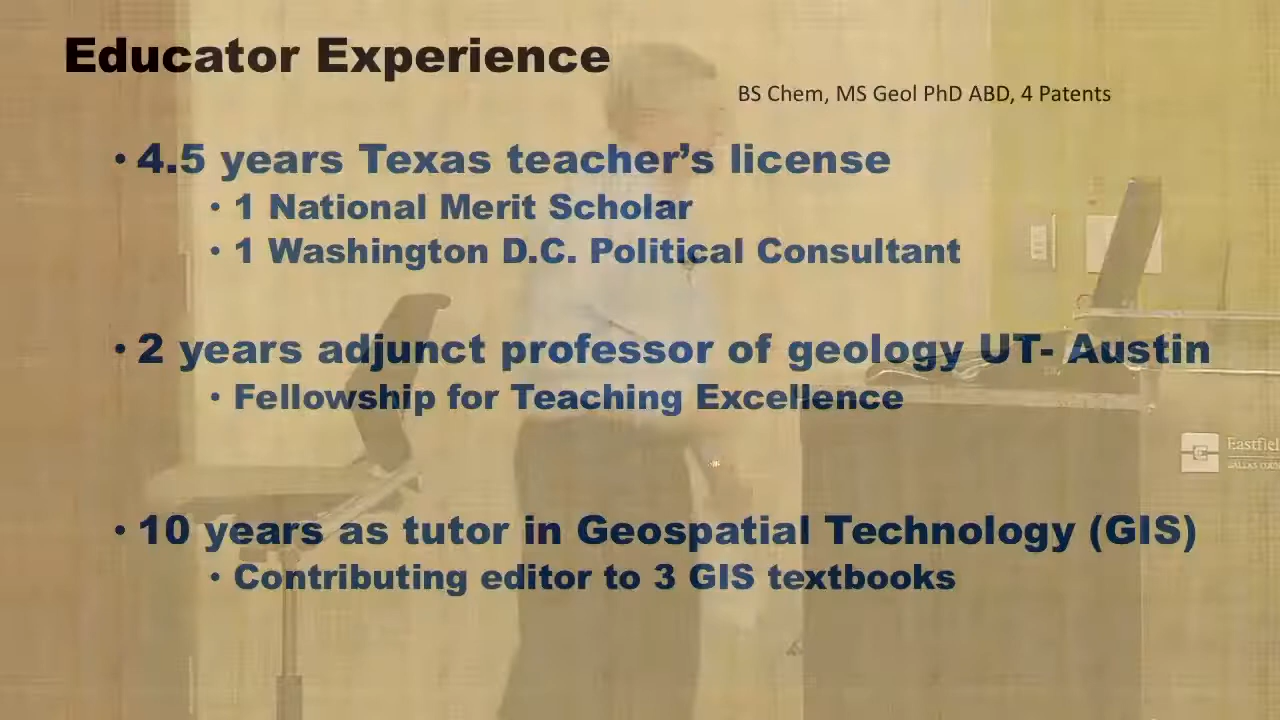 Educator Experience
BS Chem, MS Geol PhD ABD, 4 Patents
• 4.5 years Texas teacher’s license
• 1 National Merit Scholar
• 1 Washington D.C. Political Consultant
• 2 years adjunct professor of geology UT- Austin
• Fellowship for Teaching Excellence
Eastfiel
• 10 years as tutor in Geospatial Technology (GIS)
• Contributing editor to 3 GIS textbooks